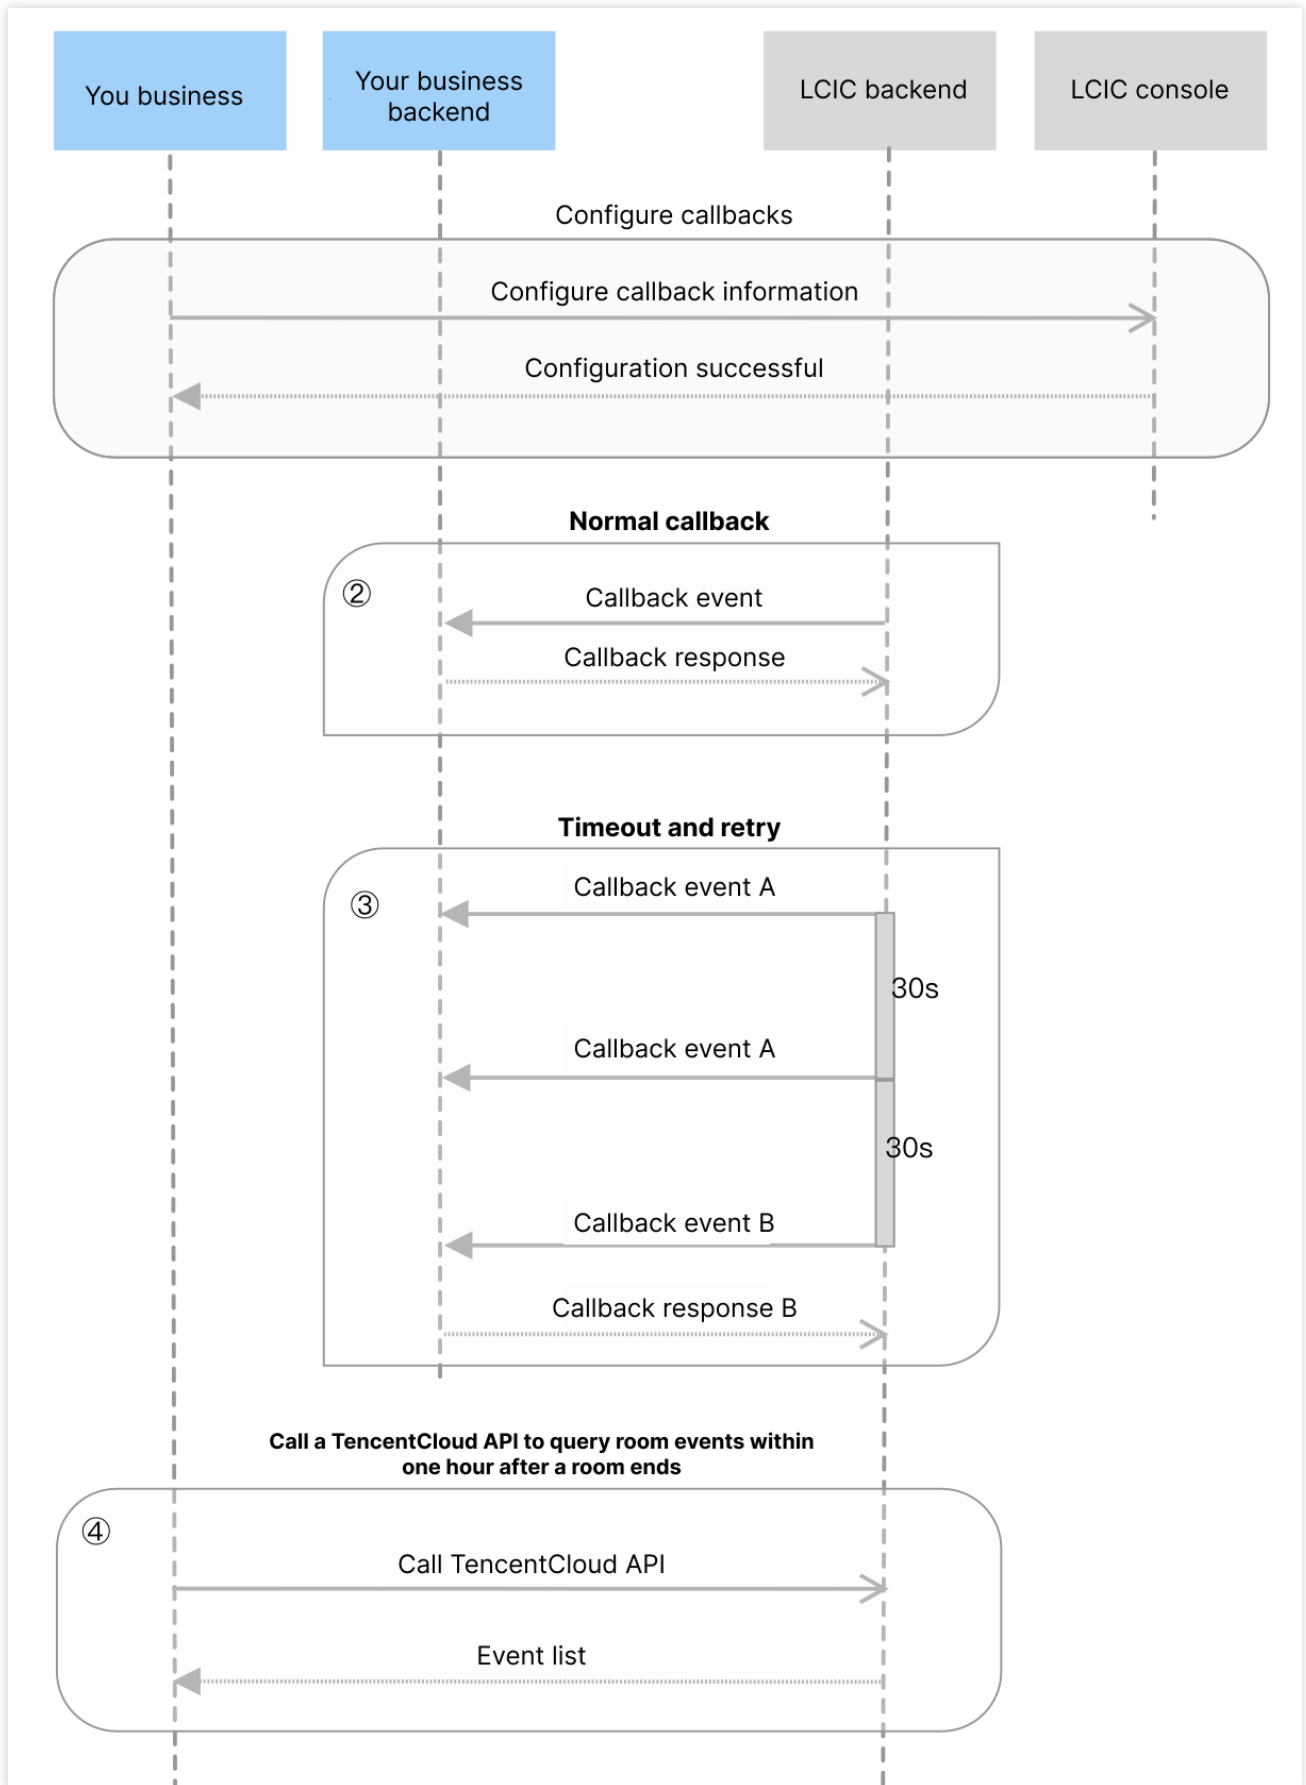 You business
Your business
backend
LCIC backend
LCIC console
Configure callbacks
Configure callback information
Configuration successful
Normal callback
②
Callback event
Callback response
Timeout and retry
③
Callback event A
30s
Callback event A
30s
Callback event B
Callback response B
Call a TencentCloud API to query room events within
one hour after a room ends
④
Call TencentCloud API
Event list